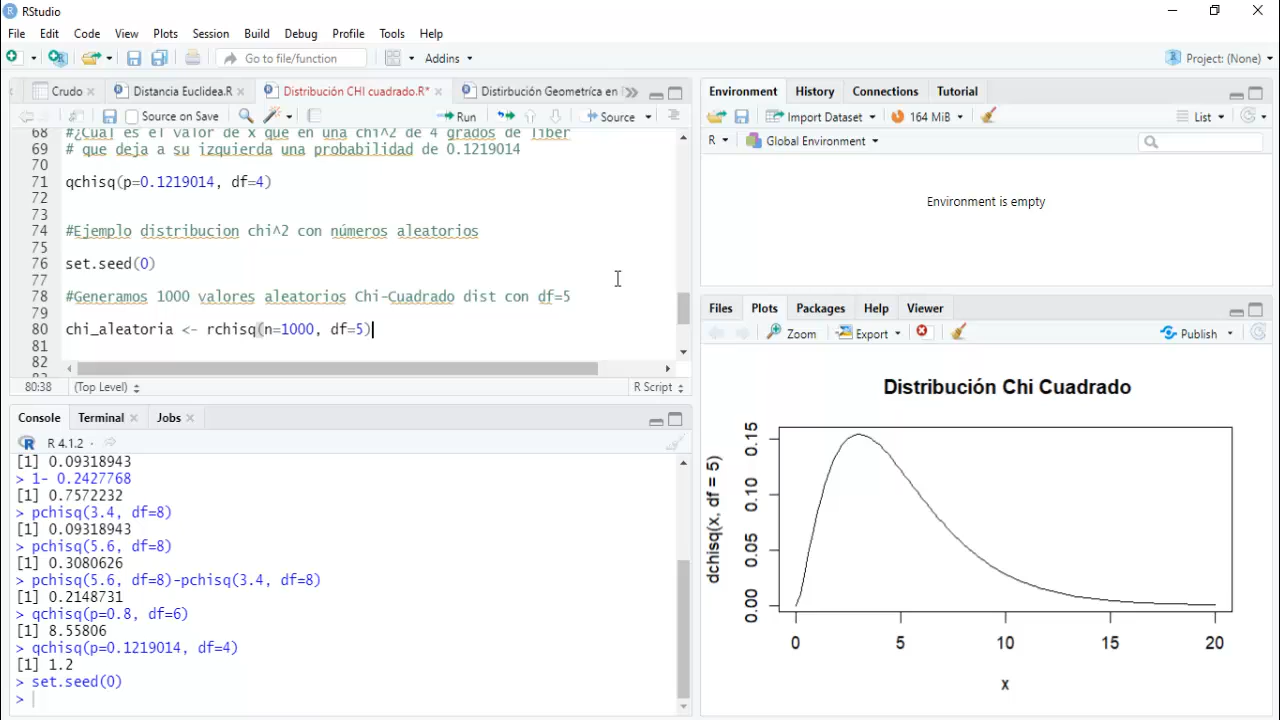 RStudio
File Edit Code View Plots Session Build Debug Profile Tools Help
Go to file/function Addins Project: (None)
Crudo Distancia Euclidea.R Distribución CHI cuadrado.R* Distirbución Geometríca en
Source on Save Run Source
68 #¿Cual es el valor de x que en una chi^2 de 4 grados de liber
69 # que deja a su izquierda una probabilidad de 0.1219014
70
71 qchisq(p=0.1219014, df=4)
72
73
74 #Ejemplo distribucion chi^2 con números aleatorios
75
76 set.seed(0)
77
78 #Generamos 1000 valores aleatorios Chi-Cuadrado dist con df=5
79
80 chi_aleatoria <- rchisq(n=1000, df=5)
81
82
80:38 (Top Level) R Script
Console Terminal Jobs
R 4.1.2 ·
[1] 0.09318943
> 1- 0.2427768
[1] 0.7572232
> pchisq(3.4, df=8)
[1] 0.09318943
> pchisq(5.6, df=8)
[1] 0.3080626
> pchisq(5.6, df=8)-pchisq(3.4, df=8)
[1] 0.2148731
> qchisq(p=0.8, df=6)
[1] 8.55806
> qchisq(p=0.1219014, df=4)
[1] 1.2
> set.seed(0)
>
Environment History Connections Tutorial
Import Dataset 164 MiB List
R Global Environment
Environment is empty
Files Plots Packages Help Viewer
Zoom Export Publish
Distribución Chi Cuadrado
dchisq(x, df = 5)
0.15
0.10
0.05
0.00
0 5 10 15 20
x